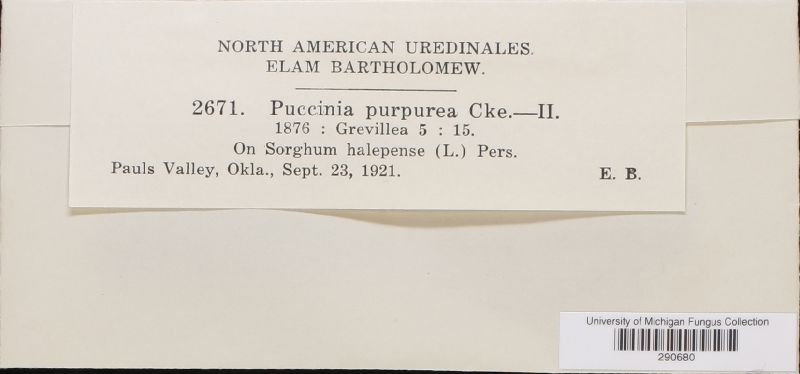 NORTH AMERICAN UREDINALES.
ELAM BARTHOLOMEW.
2671. Puccinia purpurea Cke.—II.
1876 : Grevillea 5 : 15.
On Sorghum halepense (L.) Pers.
Pauls Valley, Okla., Sept. 23, 1921. E. B.
University of Michigan Fungus Collection
290680